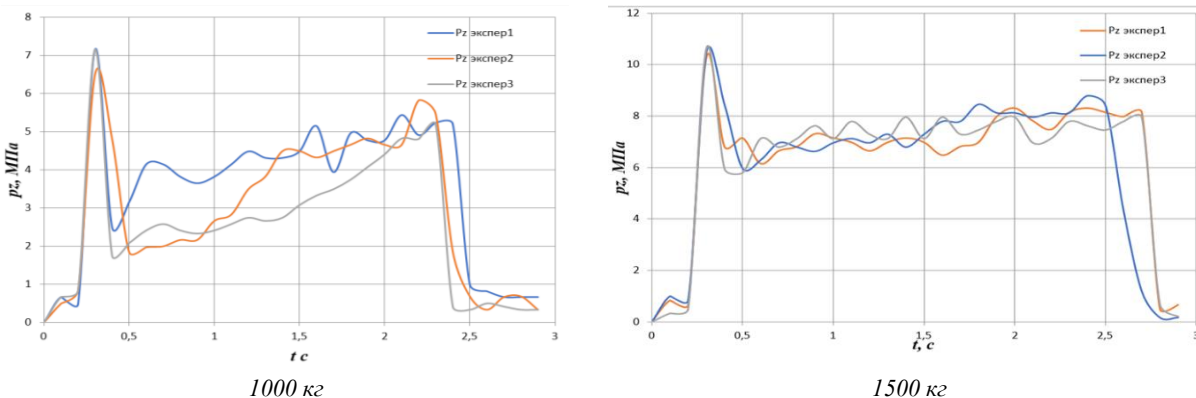 8
7
6
5
4
3
2
1
0
pz, МПа
Pz экспер1
Pz экспер2
Pz экспер3
0 0,5 1 1,5 2 2,5 3
t c
1000 кг
12
10
8
6
4
2
0
pz, МПа
Pz экспер1
Pz экспер2
Pz экспер3
0 0,5 1 1,5 2 2,5 3
t, c
1500 кг